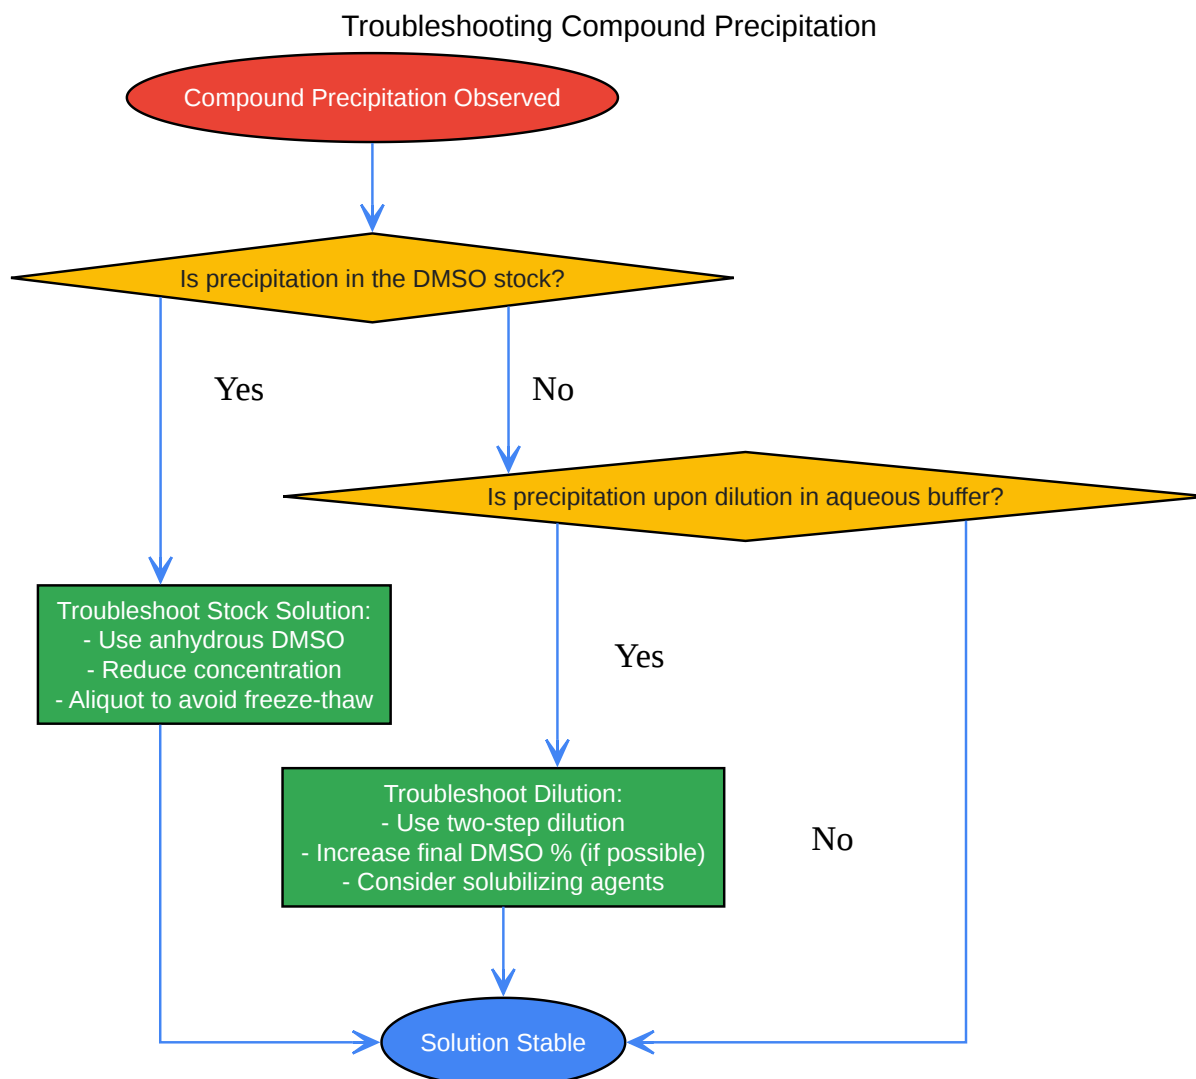 Troubleshooting Compound Precipitation
Compound Precipitation Observed
Is precipitation in the DMSO stock?
Yes
No
Is precipitation upon dilution in aqueous buffer?
Troubleshoot Stock Solution:
- Use anhydrous DMSO
- Reduce concentration
- Aliquot to avoid freeze-thaw
Yes
Troubleshoot Dilution:
- Use two-step dilution
- Increase final DMSO % (if possible)
- Consider solubilizing agents
No
Solution Stable